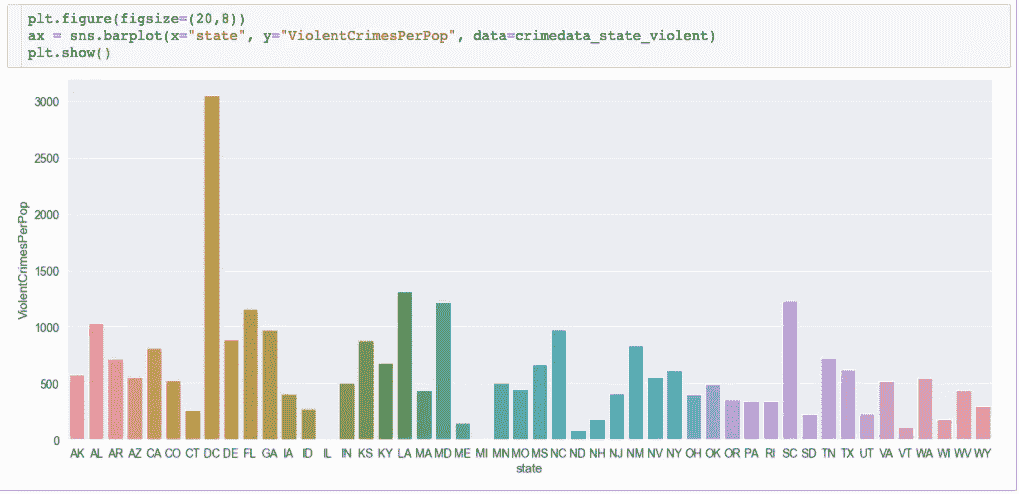 plt.figure(figsize=(20,8))
ax = sns.barplot(x="state", y="ViolentCrimesPerPop", data=crimedata_state_violent)
plt.show()
3000
2500
2000
1500
1000
500
0
ViolentCrimesPerPop
AK AL AR AZ CA CO CT DC DE FL GA IA ID IL IN KS KY LA MA MD ME MI MN MO MS NC ND NH NJ NM NV NY OH OK OR PA RI SC SD TN TX UT VA VT WA WI WV WY
state